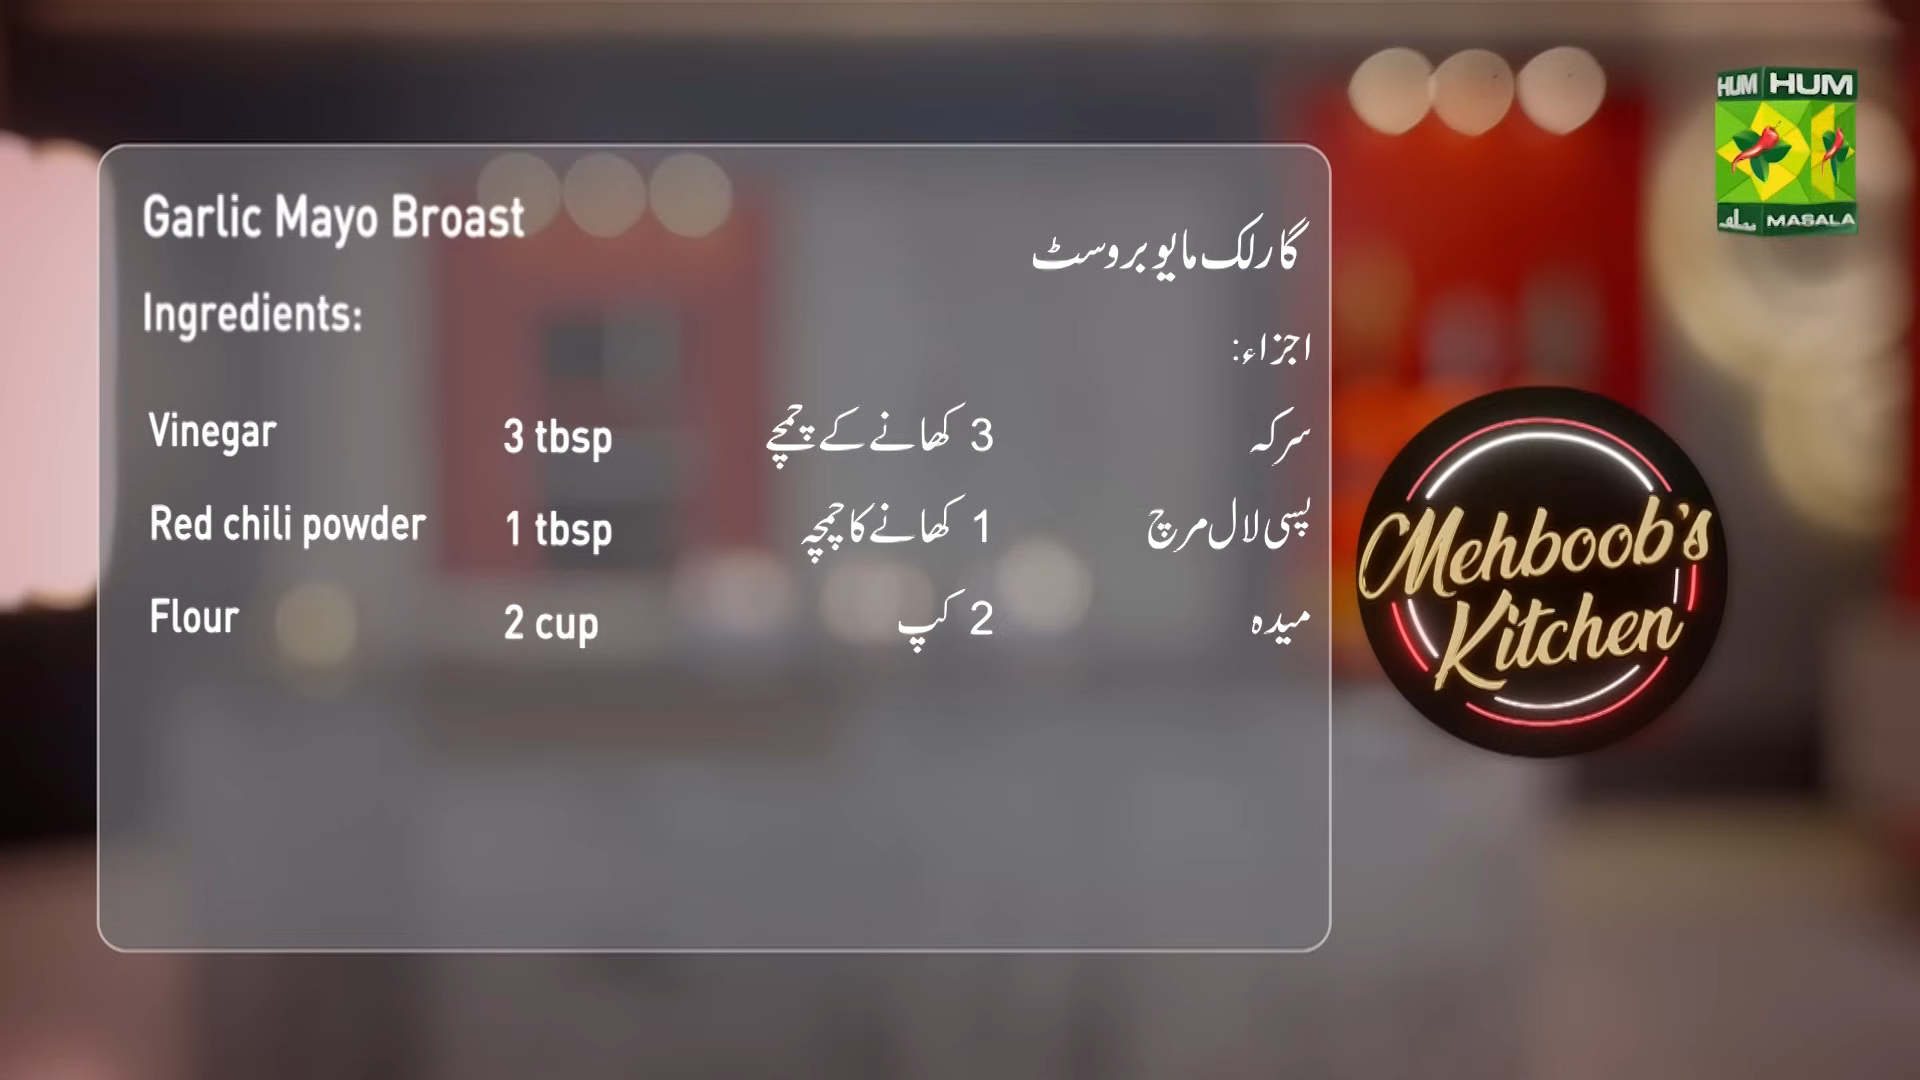 HUM HUM
مصالحہ MASALA
Garlic Mayo Broast
گارلک مایو بروسٹ
Ingredients:
اجزاء:
Vinegar 3 tbsp 3 کھانے کے چمچے سرکہ
Red chili powder 1 tbsp 1 کھانے کا چمچہ پسی لال مرچ
Flour 2 cup 2 کپ میدہ
Mehboob's
Kitchen